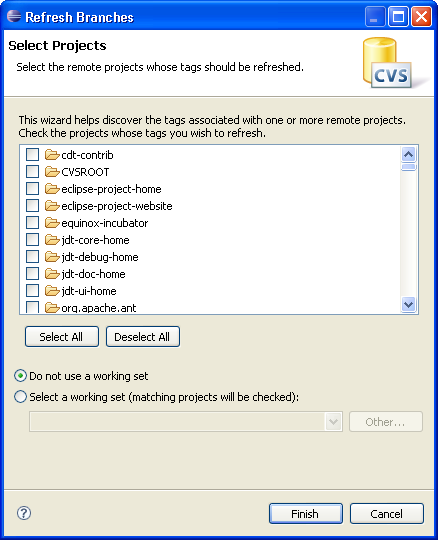 Refresh Branches
Select Projects
Select the remote projects whose tags should be refreshed.
CVS
This wizard helps discover the tags associated with one or more remote projects.
Check the projects whose tags you wish to refresh.
cdt-contrib
CVSROOT
eclipse-project-home
eclipse-project-website
equinox-incubator
jdt-core-home
jdt-debug-home
jdt-doc-home
jdt-ui-home
org.apache.ant
Select All Deselect All
Do not use a working set
Select a working set (matching projects will be checked):
Other...
? Finish Cancel